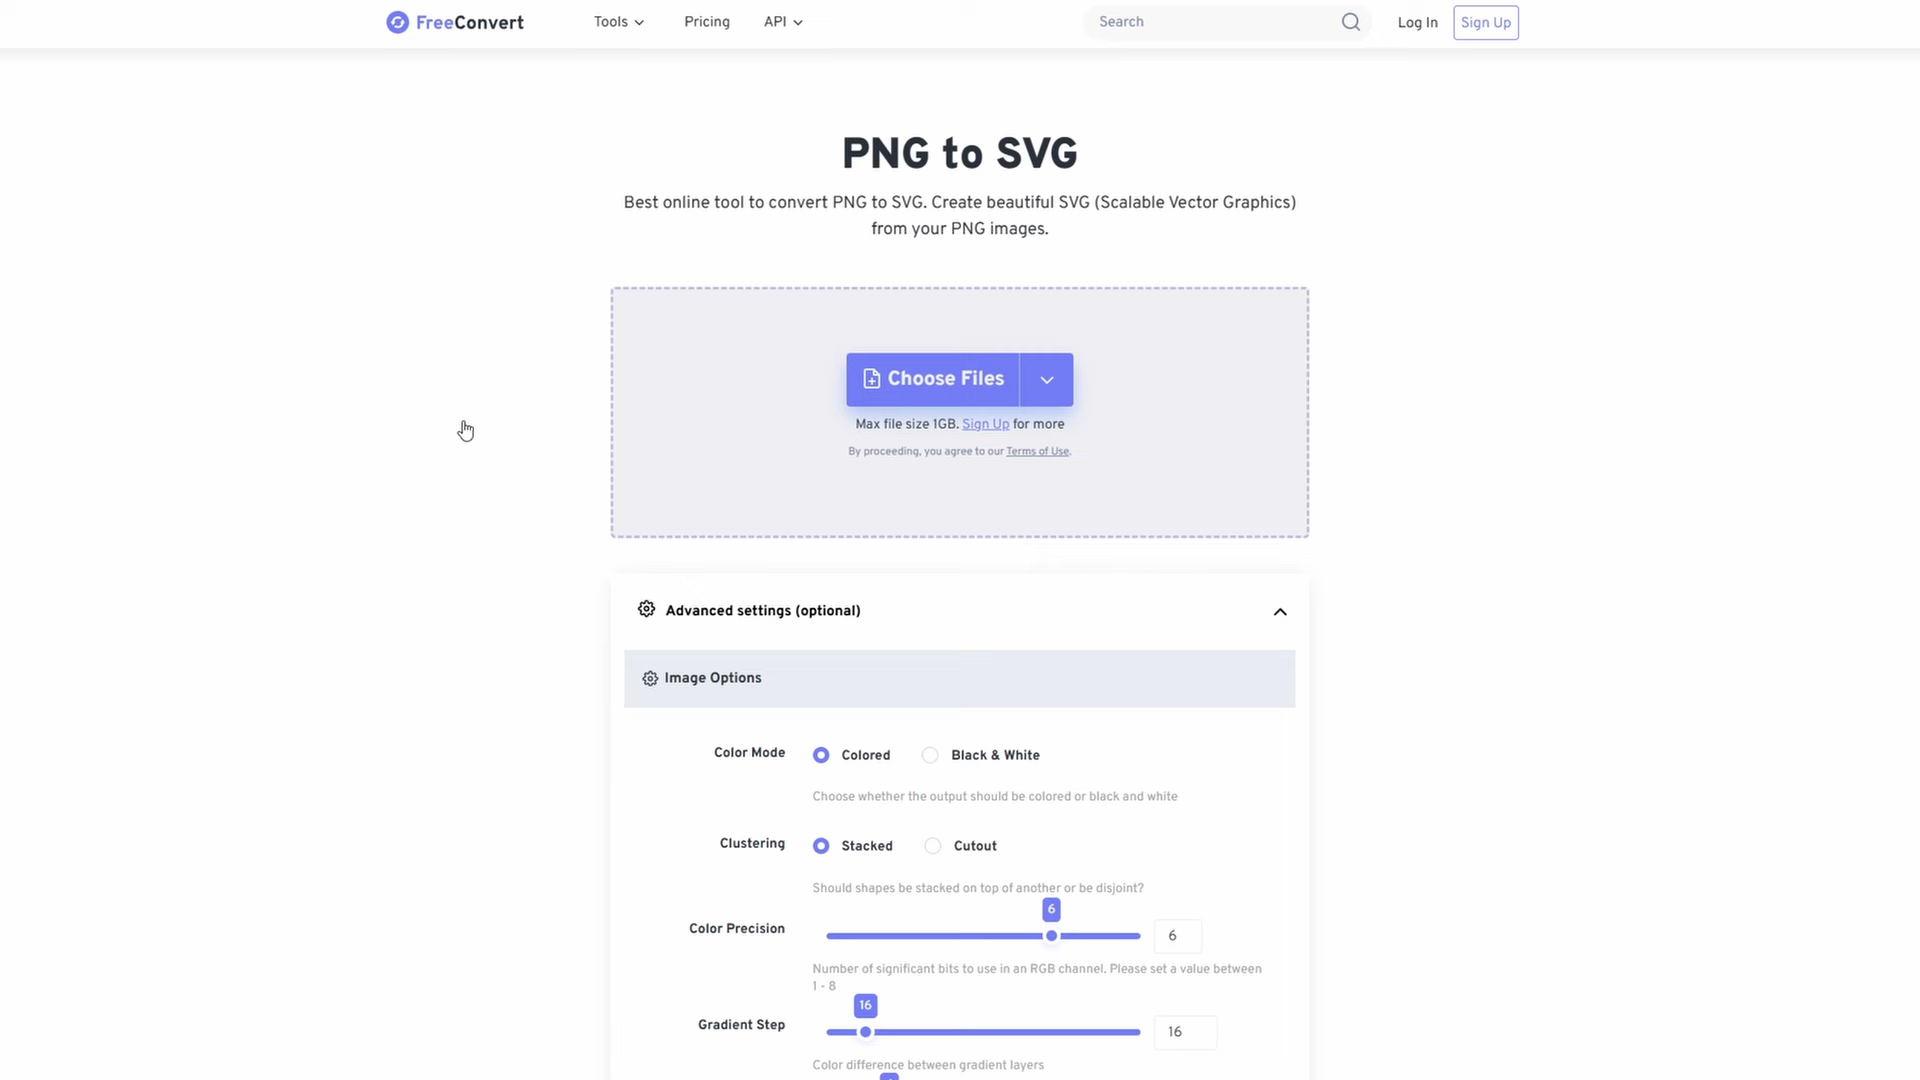 FreeConvert
Tools
Pricing
API
Search
Log In
Sign Up
PNG to SVG
Best online tool to convert PNG to SVG. Create beautiful SVG (Scalable Vector Graphics)
from your PNG images.
Choose Files
Max file size 1GB. Sign Up for more
By proceeding, you agree to our Terms of Use.
Advanced settings (optional)
Image Options
Color Mode
Colored
Black & White
Choose whether the output should be colored or black and white
Clustering
Stacked
Cutout
Should shapes be stacked on top of another or be disjoint?
6
Color Precision
6
Number of significant bits to use in an RGB channel. Please set a value between
1 - 8
16
Gradient Step
16
Color difference between gradient layers